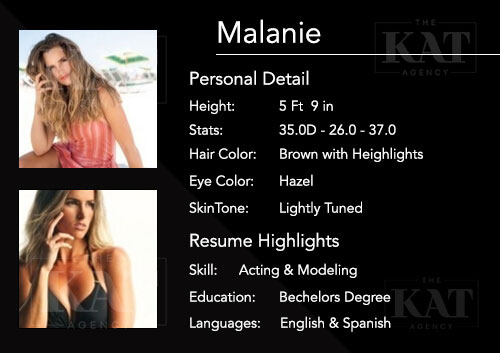 Malanie
THE
KAT
AGENCY
Personal Detail
Height: 5 Ft 9 in
Stats: 35.0D - 26.0 - 37.0
Hair Color: Brown with Heighlights
Eye Color: Hazel
SkinTone: Lightly Tuned
Resume Highlights
Skill: Acting & Modeling
Education: Bechelors Degree
Languages: English & Spanish
THE
KAT
AGENCY
KAT
AGENCY